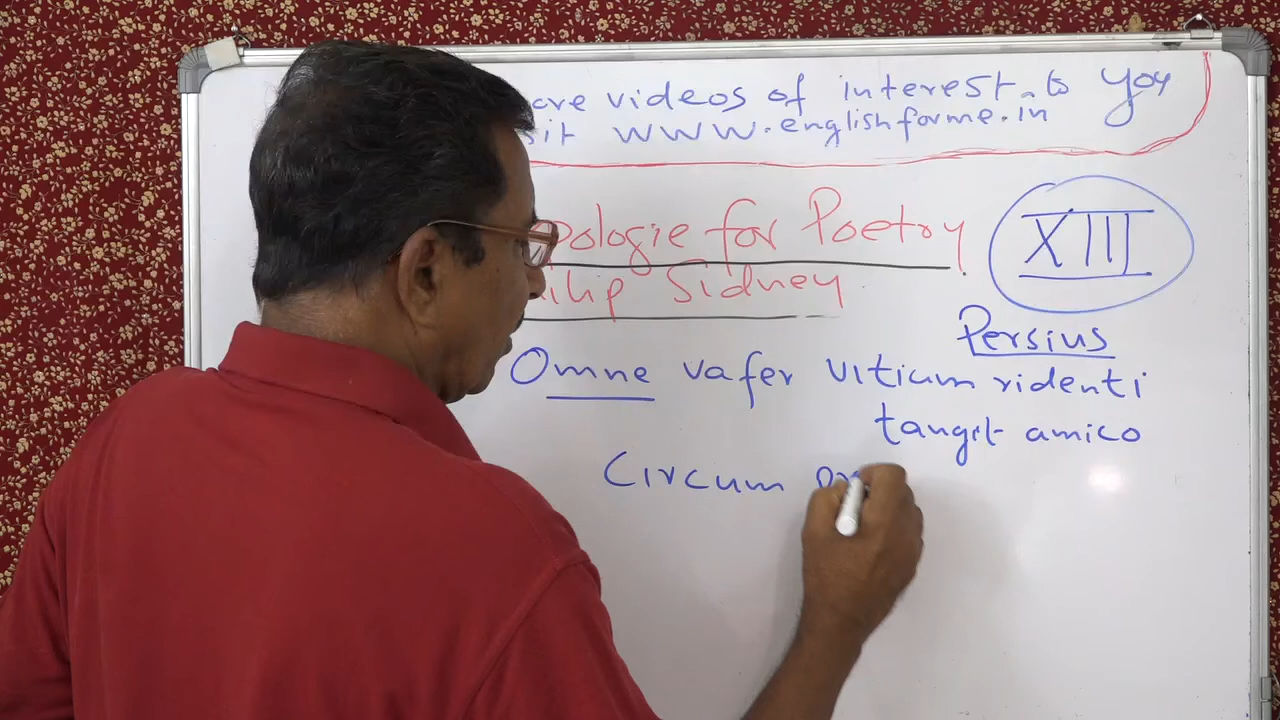 ore videos of interest to you
sit www.englishforme.in
pologie for Poetry
XIII
ilip Sidney
Persius
Omne vafer vitium ridenti
tangit amico
Circum